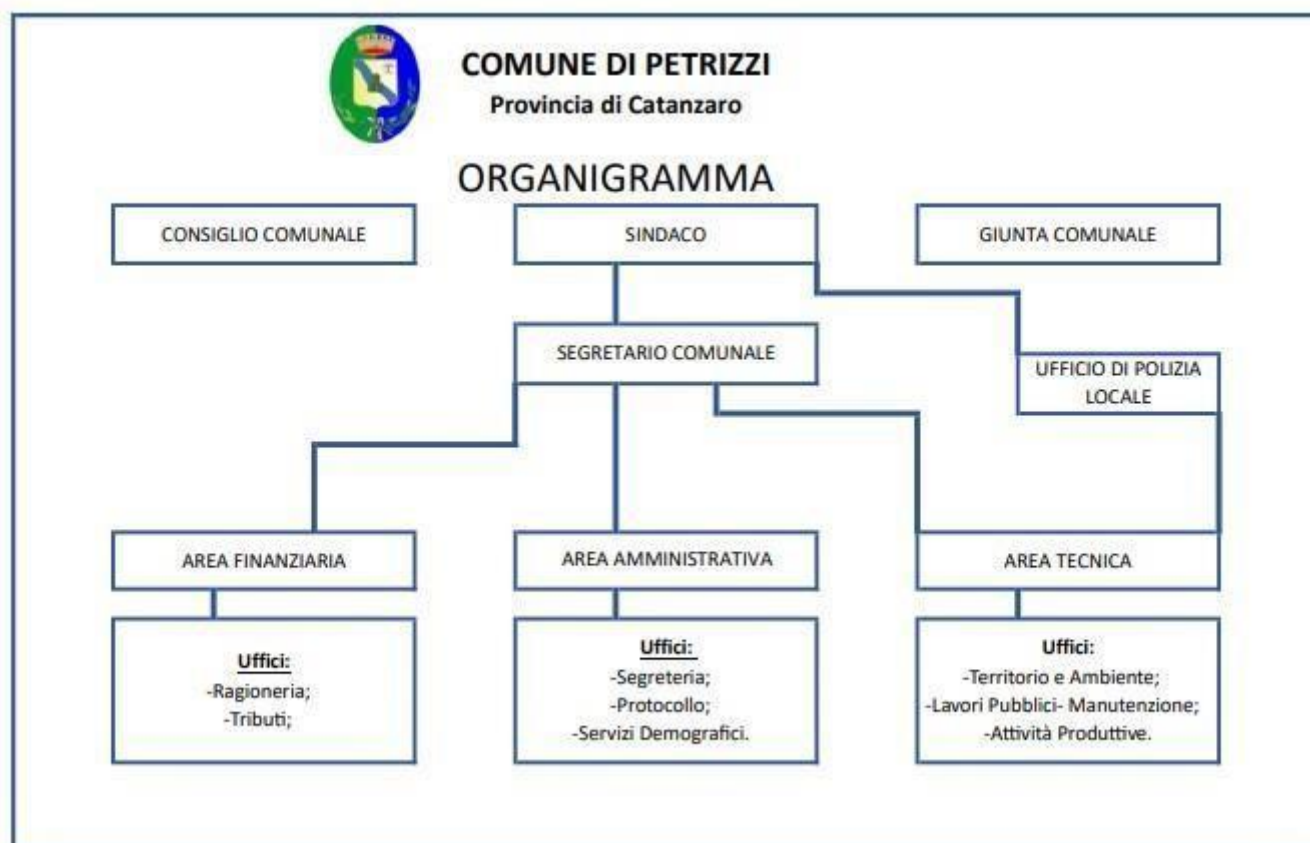 COMUNE DI PETRIZZI
Provincia di Catanzaro
ORGANIGRAMMA
CONSIGLIO COMUNALE
SINDACO
GIUNTA COMUNALE
SEGRETARIO COMUNALE
UFFICIO DI POLIZIA
LOCALE
AREA FINANZIARIA
AREA AMMINISTRATIVA
AREA TECNICA
Uffici:
-Ragioneria;
-Tributi;
Uffici:
-Segreteria;
-Protocollo;
-Servizi Demografici.
Uffici:
-Territorio e Ambiente;
-Lavori Pubblici- Manutenzione;
-Attività Produttive.